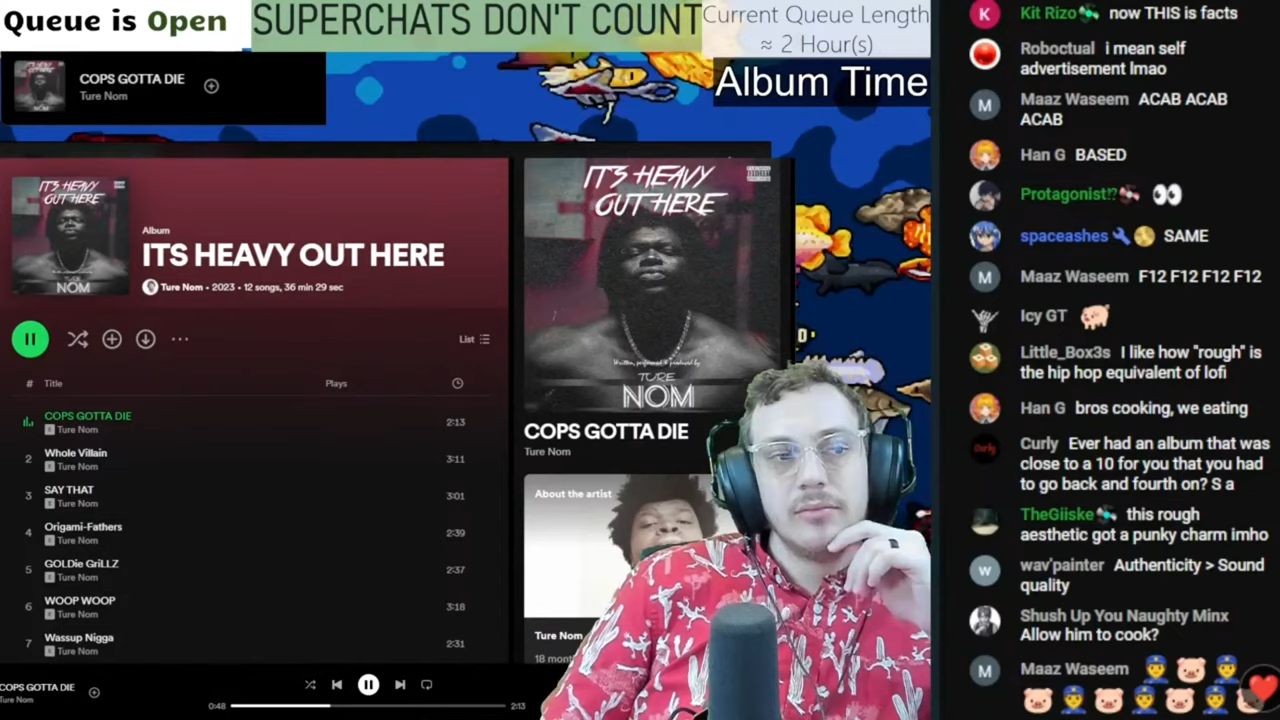 Queue is Open
SUPERCHATS DON'T COUNT
Current Queue Length
≈ 2 Hour(s)
Album Time
COPS GOTTA DIE
Ture Nom
IT'S HEAVY
OUT HERE
TURE
NOM
Album
ITS HEAVY OUT HERE
Ture Nom • 2023 • 12 songs, 36 min 29 sec
List
# Title Plays
COPS GOTTA DIE 2:13
E Ture Nom
2 Whole Villain 3:11
E Ture Nom
3 SAY THAT 3:01
E Ture Nom
4 Origami-Fathers 2:39
E Ture Nom
5 GOLDie GriLLZ 2:37
E Ture Nom
6 WOOP WOOP 3:18
E Ture Nom
7 Wassup Nigga 2:31
E Ture Nom
COPS GOTTA DIE
Ture Nom
0:48 2:13
IT'S HEAVY
OUT HERE
Written, performed & produced by
TURE
NOM
COPS GOTTA DIE
Ture Nom
About the artist
Ture Nom
18 mont
K Kit Rizo now THIS is facts
Roboctual i mean self
advertisement lmao
M Maaz Waseem ACAB ACAB
ACAB
Han G BASED
Protagonist!? 👀
spaceashes SAME
M Maaz Waseem F12 F12 F12 F12
Icy GT 🐖
Little_Box3s I like how "rough" is
the hip hop equivalent of lofi
Han G bros cooking, we eating
Curly Ever had an album that was
close to a 10 for you that you had
to go back and fourth on? S a
TheGiiske this rough
aesthetic got a punky charm imho
W wav'painter Authenticity > Sound
quality
Shush Up You Naughty Minx
Allow him to cook?
M Maaz Waseem 👮🐷👮
🐷👮🐷👮🐷👮🐷